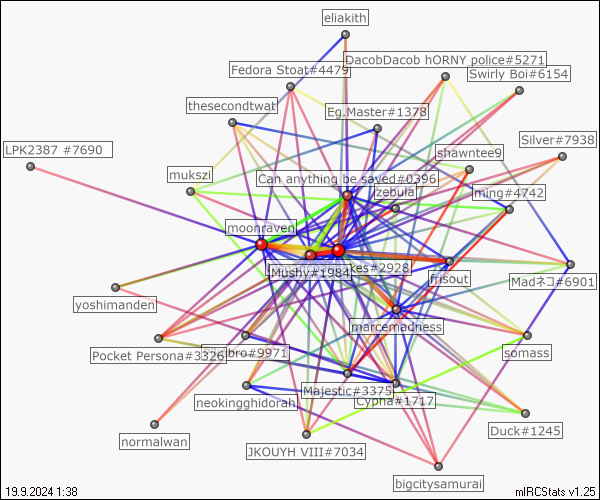 eliakith
DacobDacob hORNY police#5271
Fedora Stoat#4479
Swirly Boi#6154
thesecondtwat
Eg.Master#1378
Silver#7938
LPK2387 #7690
shawntee9
mukszi
Can anything be saved#0396
zebula
ming#4742
moonraven
Mushy#1984
kes#2928
frisout
Madネコ#6901
yoshimanden
marcemadness
somass
Pocket Persona#3326
bro#9971
Majestic#3375
neokingghidorah
Cypha#1717
Duck#1245
normalwan
JKOUYH VIII#7034
bigcitysamurai
19.9.2024 1:38
mIRCStats v1.25